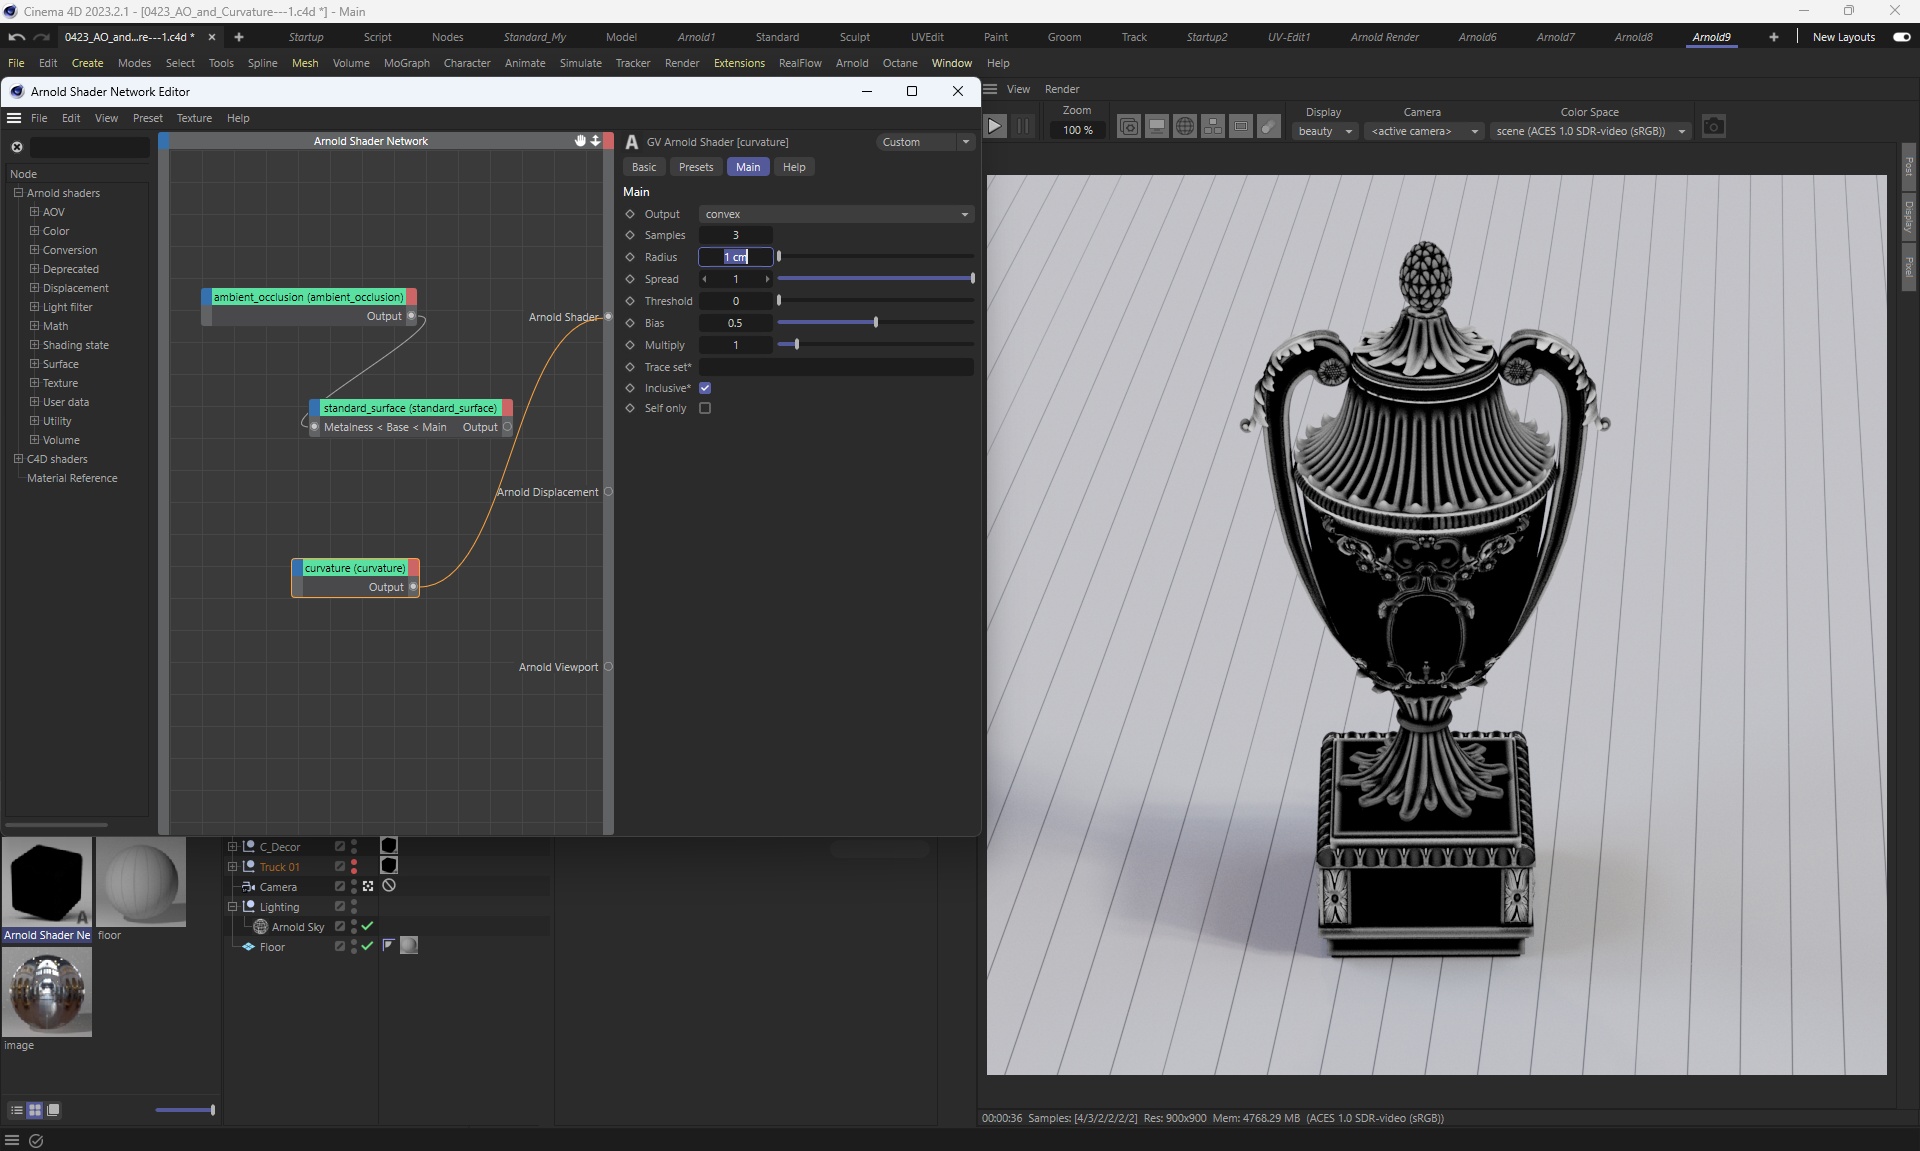 Cinema 4D 2023.2.1 - [0423_AO_and_Curvature---1.c4d *] - Main
0423_AO_and...re---1.c4d *
Startup
Script
Nodes
Standard_My
Model
Arnold1
Standard
Sculpt
UVEdit
Paint
Groom
Track
Startup2
UV-Edit1
Arnold Render
Arnold6
Arnold7
Arnold8
Arnold9
New Layouts
File Edit Create Modes Select Tools Spline Mesh Volume MoGraph Character Animate Simulate Tracker Render Extensions RealFlow Arnold Octane Window Help
Arnold Shader Network Editor
File Edit View Preset Texture Help
Node
Arnold shaders
AOV
Color
Conversion
Deprecated
Displacement
Light filter
Math
Shading state
Surface
Texture
User data
Utility
Volume
C4D shaders
Material Reference
Arnold Shader Network
ambient_occlusion (ambient_occlusion)
Output
Arnold Shader
standard_surface (standard_surface)
Metalness < Base < Main Output
Arnold Displacement
curvature (curvature)
Output
Arnold Viewport
A GV Arnold Shader [curvature]
Custom
Basic Presets Main Help
Main
Output convex
Samples 3
Radius 1 cm
Spread 1
Threshold 0
Bias 0.5
Multiply 1
Trace set*
Inclusive*
Self only
View Render
Zoom
100 %
Display
beauty
Camera
<active camera>
Color Space
scene (ACES 1.0 SDR-video (sRGB))
Post
Display
Pixel
A
Arnold Shader Ne
floor
image
C_Decor
Truck 01
Camera
Lighting
Arnold Sky
Floor
00:00:36 Samples: [4/3/2/2/2/2] Res: 900x900 Mem: 4768.29 MB (ACES 1.0 SDR-video (sRGB))